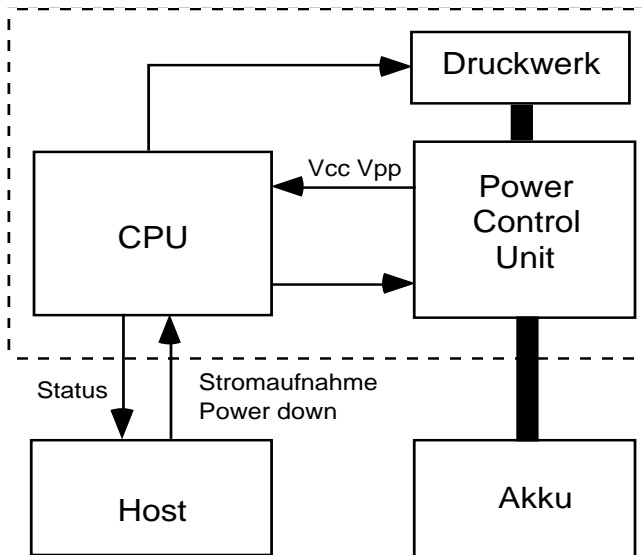 Druckwerk
Vcc Vpp
Power
Control
Unit
CPU
Status
Stromaufnahme
Power down
Host
Akku